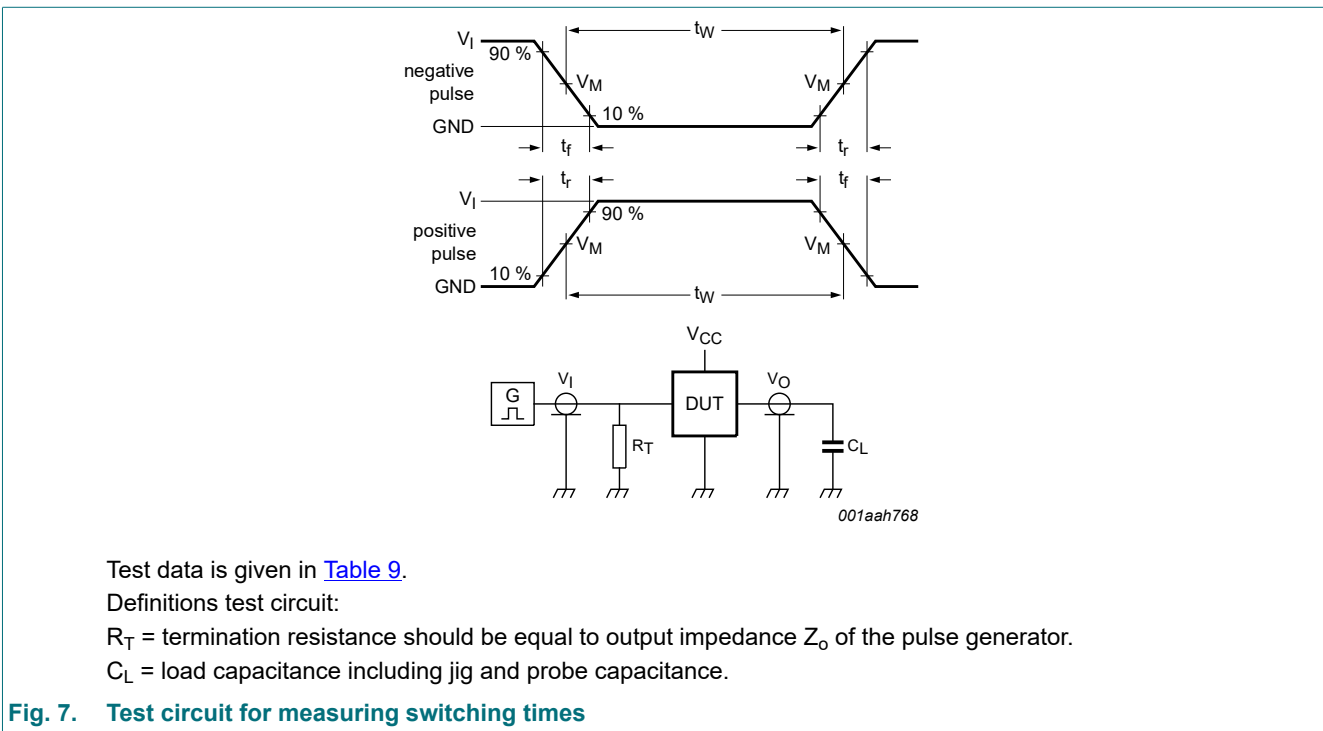 tW
VI
90 %
negative
pulse
VM
VM
10 %
GND
tf
tr
tr
tf
VI
90 %
positive
pulse
VM
VM
10 %
GND
tW
VCC
G
VI
DUT
VO
RT
CL
001aah768
Test data is given in Table 9.
Definitions test circuit:
RT = termination resistance should be equal to output impedance Zo of the pulse generator.
CL = load capacitance including jig and probe capacitance.
Fig. 7. Test circuit for measuring switching times